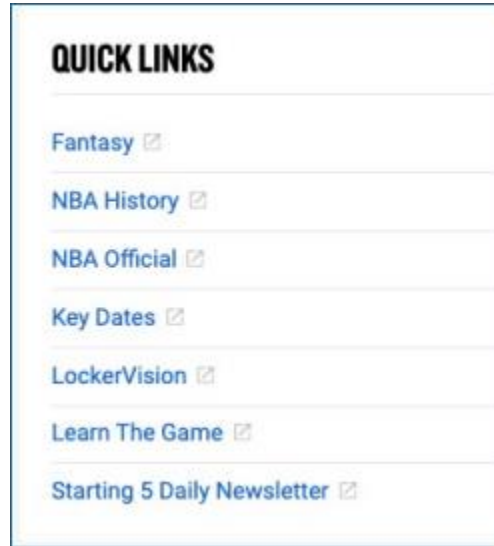 QUICK LINKS
Fantasy
NBA History
NBA Official
Key Dates
LockerVision
Learn The Game
Starting 5 Daily Newsletter